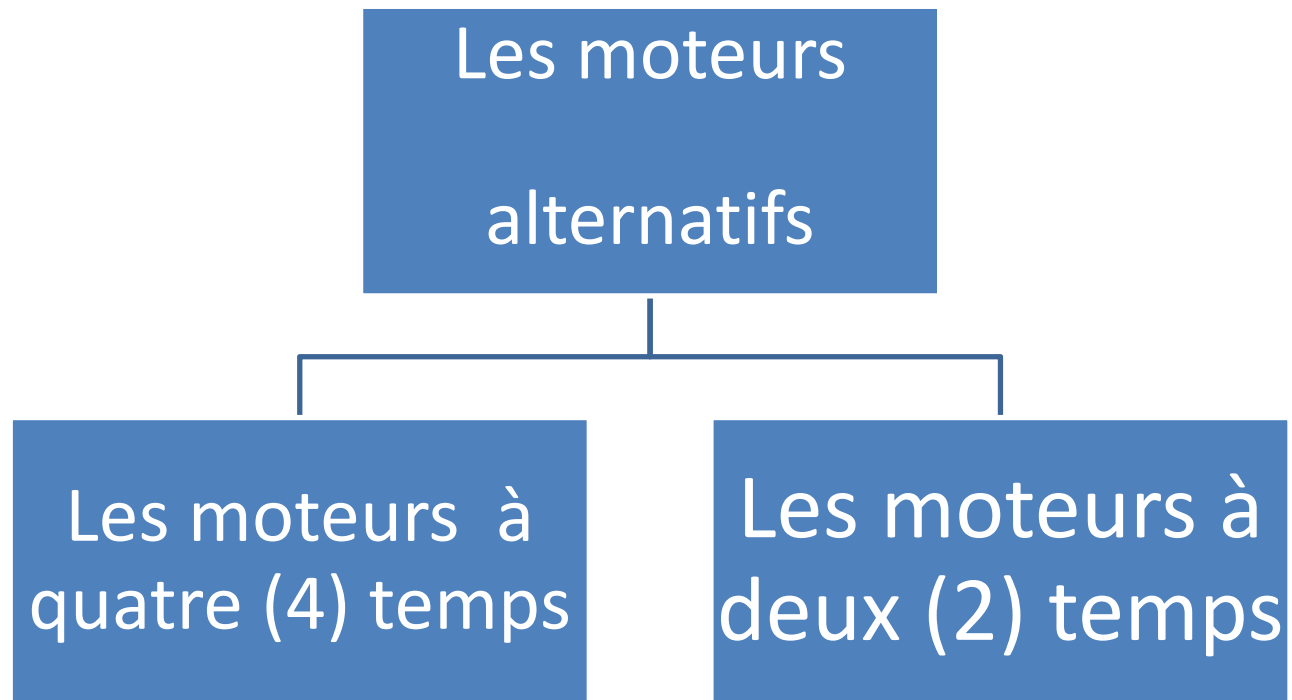 Les moteurs
alternatifs
Les moteurs à
quatre (4) temps
Les moteurs à
deux (2) temps